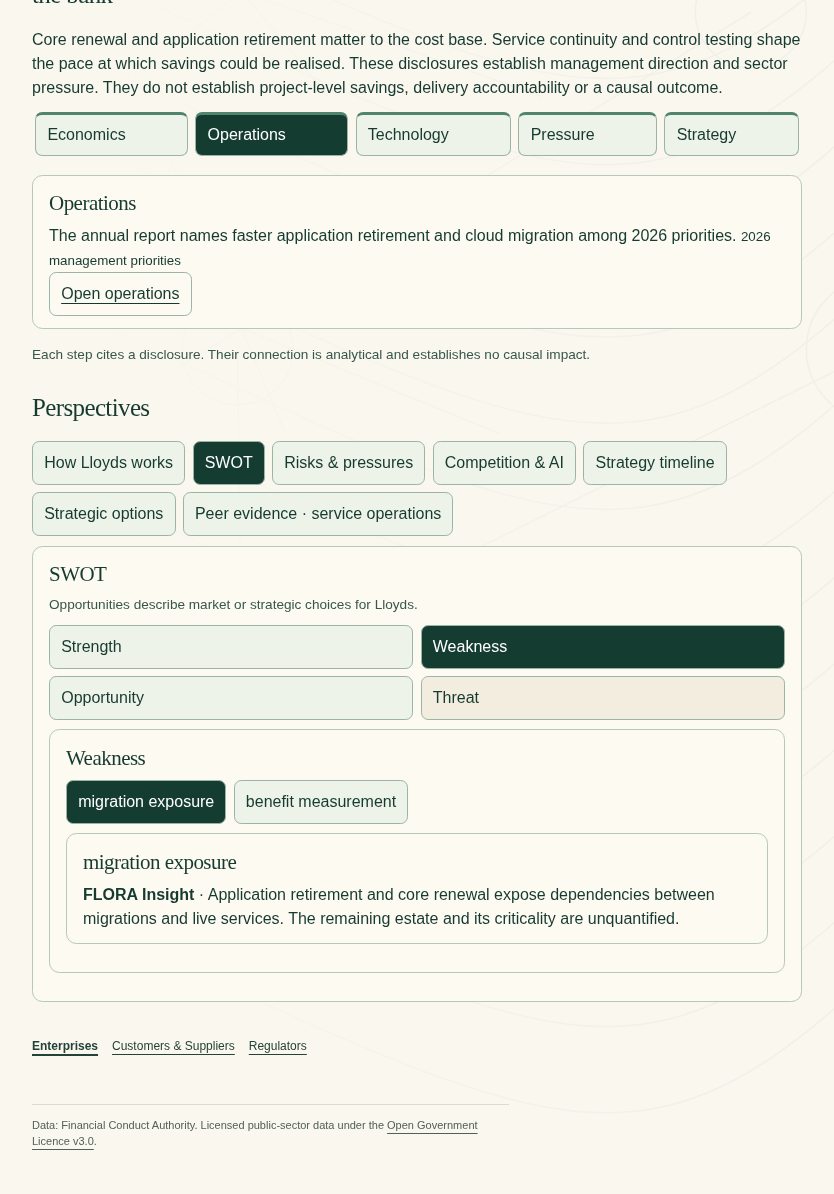 the bank
Core renewal and application retirement matter to the cost base. Service continuity and control testing shape
the pace at which savings could be realised. These disclosures establish management direction and sector
pressure. They do not establish project-level savings, delivery accountability or a causal outcome.
Economics
Operations
Technology
Pressure
Strategy
Operations
The annual report names faster application retirement and cloud migration among 2026 priorities. 2026
management priorities
Open operations
Each step cites a disclosure. Their connection is analytical and establishes no causal impact.
Perspectives
How Lloyds works
SWOT
Risks & pressures
Competition & AI
Strategy timeline
Strategic options
Peer evidence · service operations
SWOT
Opportunities describe market or strategic choices for Lloyds.
Strength
Weakness
Opportunity
Threat
Weakness
migration exposure
benefit measurement
migration exposure
FLORA Insight · Application retirement and core renewal expose dependencies between
migrations and live services. The remaining estate and its criticality are unquantified.
Enterprises
Customers & Suppliers
Regulators
Data: Financial Conduct Authority. Licensed public-sector data under the Open Government
Licence v3.0.